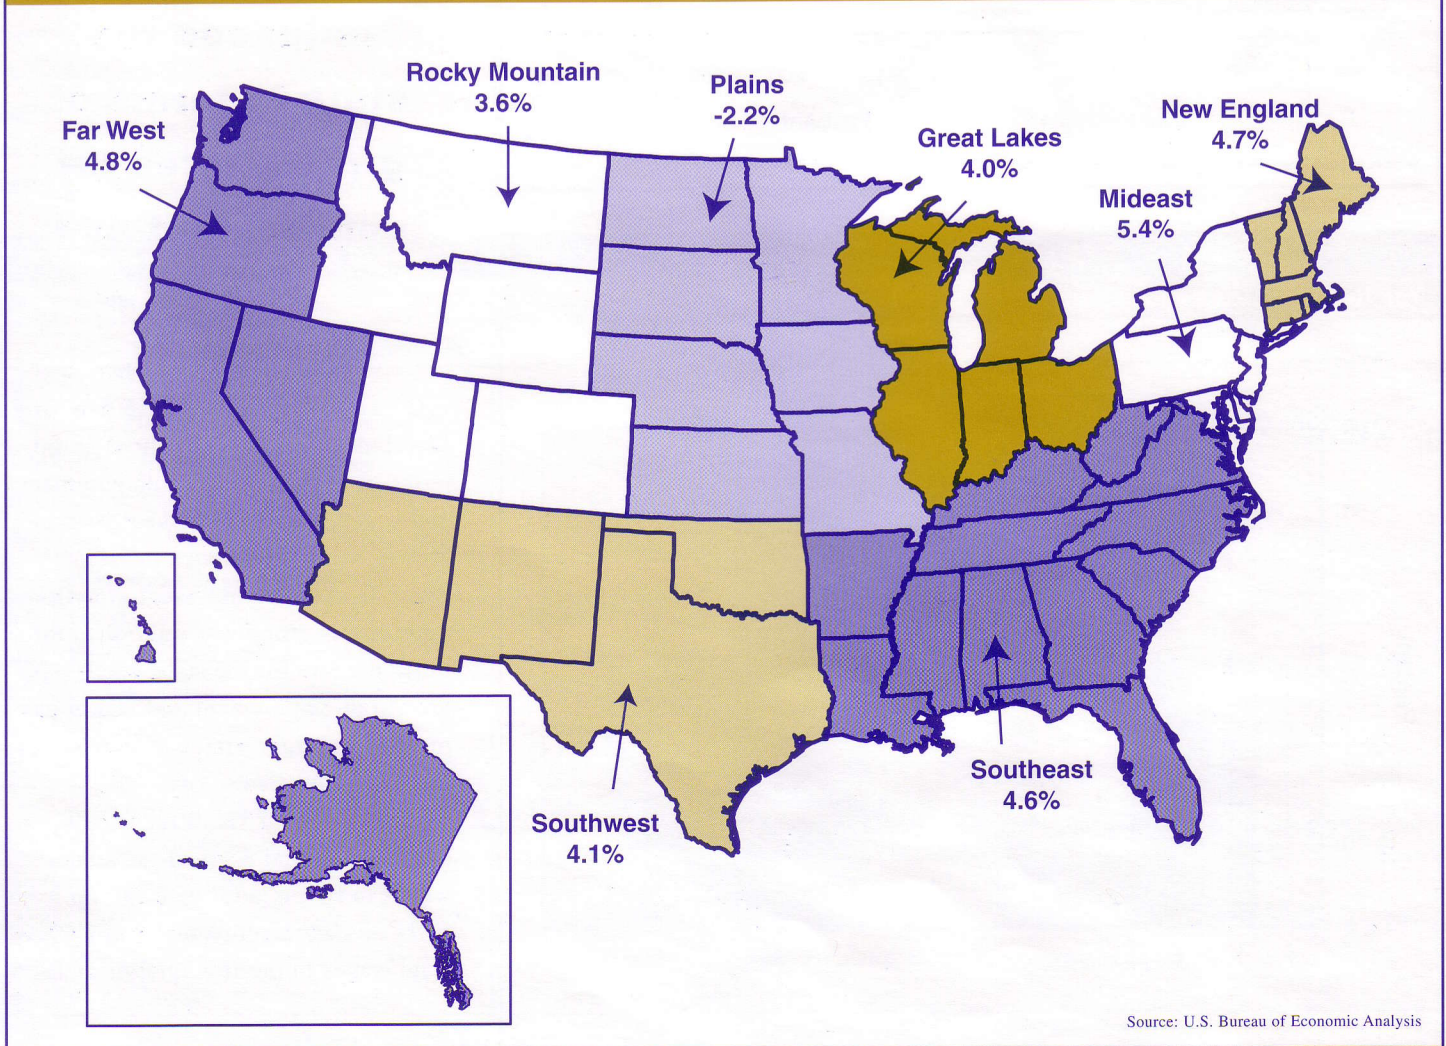 Rocky Mountain
3.6%
Plains
-2.2%
New England
4.7%
Far West
4.8%
Great Lakes
4.0%
Mideast
5.4%
Southeast
4.6%
Southwest
4.1%
Source: U.S. Bureau of Economic Analysis